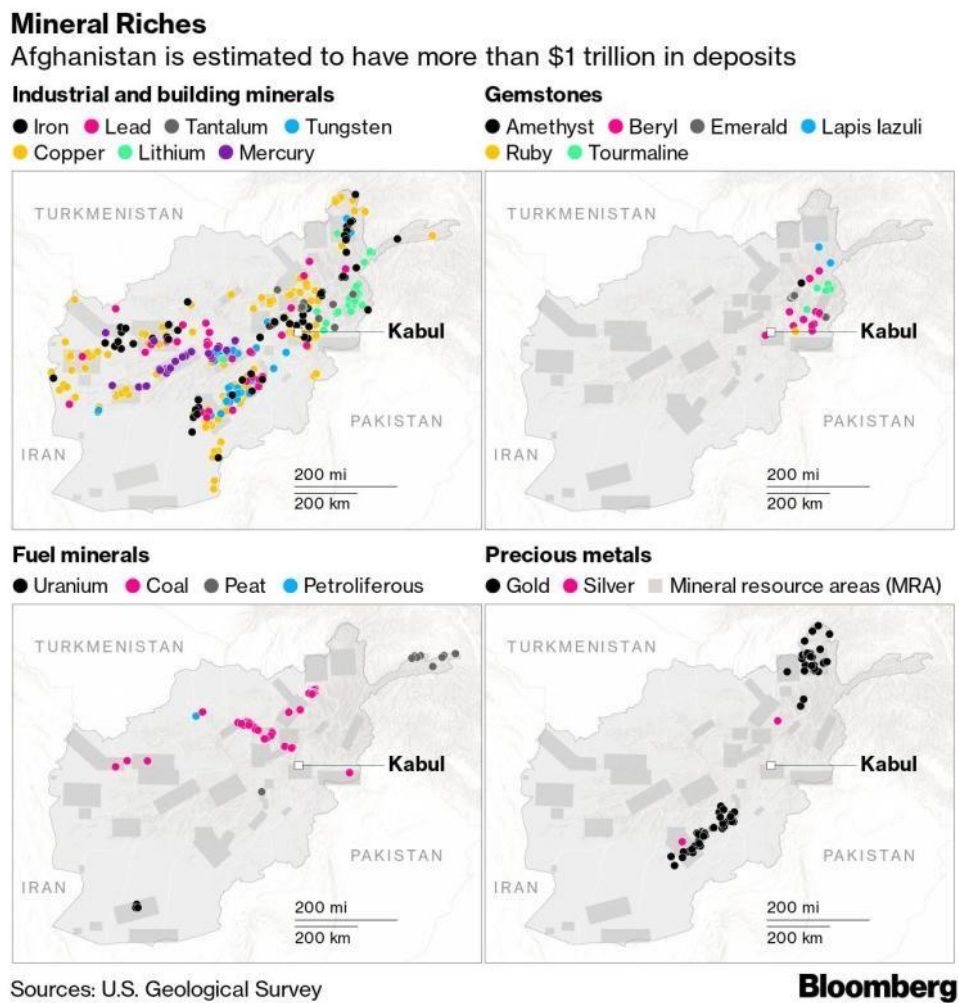 Mineral Riches
Afghanistan is estimated to have more than $1 trillion in deposits
Industrial and building minerals
Iron Lead Tantalum Tungsten
Copper Lithium Mercury
TURKMENISTAN
Kabul
PAKISTAN
IRAN
200 mi
200 km
Gemstones
Amethyst Beryl Emerald Lapis lazuli
Ruby Tourmaline
TURKMENISTAN
Kabul
PAKISTAN
IRAN
200 mi
200 km
Fuel minerals
Uranium Coal Peat Petroliferous
TURKMENISTAN
Kabul
PAKISTAN
IRAN
200 mi
200 km
Precious metals
Gold Silver Mineral resource areas (MRA)
TURKMENISTAN
Kabul
PAKISTAN
IRAN
200 mi
200 km
Sources: U.S. Geological Survey
Bloomberg